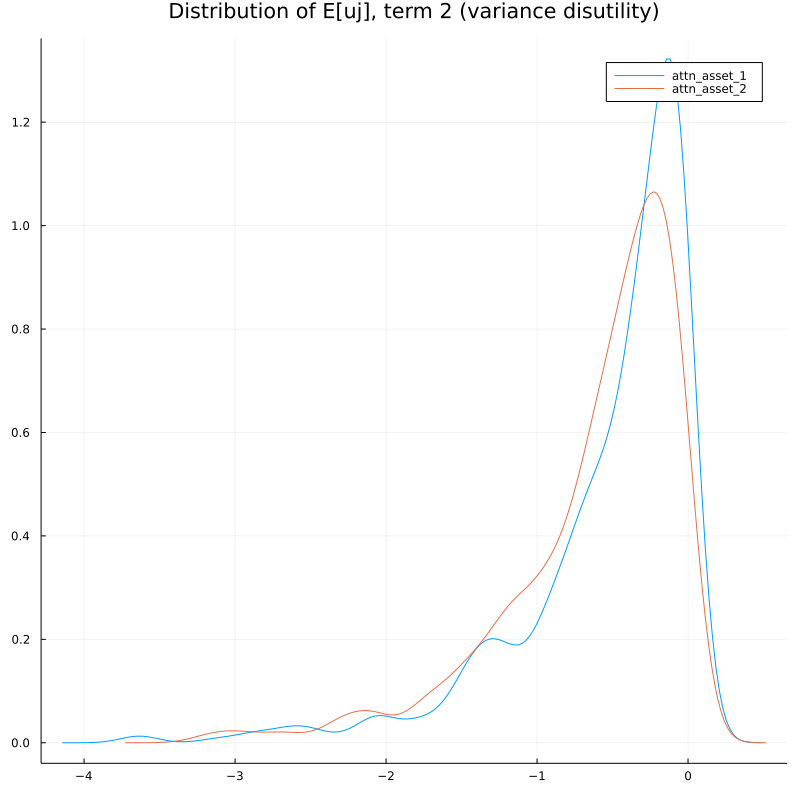 Distribution of E[uj], term 2 (variance disutility)
attn_asset_1
attn_asset_2
1.2
1.0
0.8
0.6
0.4
0.2
0.0
−4 −3 −2 −1 0